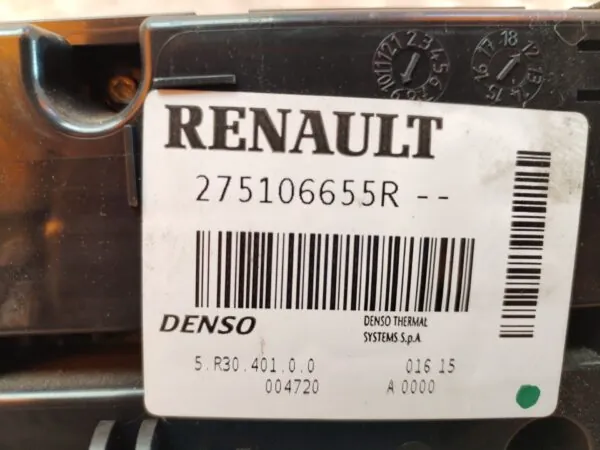 RENAULT
275106655R --
DENSO
DENSO THERMAL
SYSTEMS S.p.A
5.R30.401.0.0
016 15
004720
A 0000